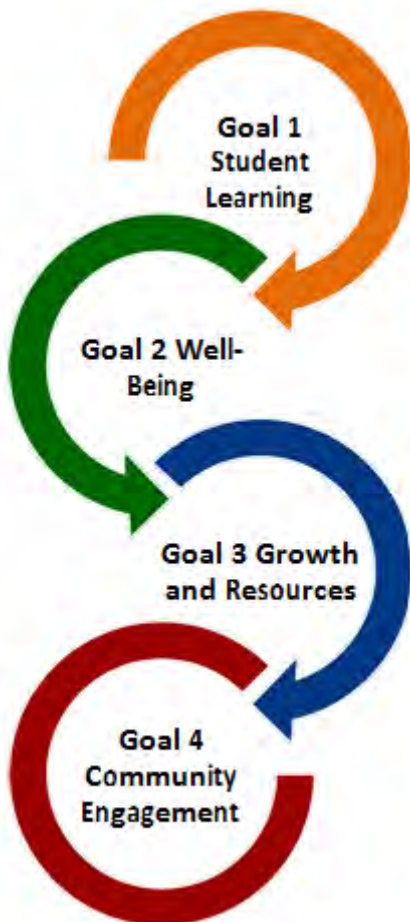 Goal 1
Student
Learning
Goal 2 Well-
Being
Goal 3 Growth
and Resources
Goal 4
Community
Engagement